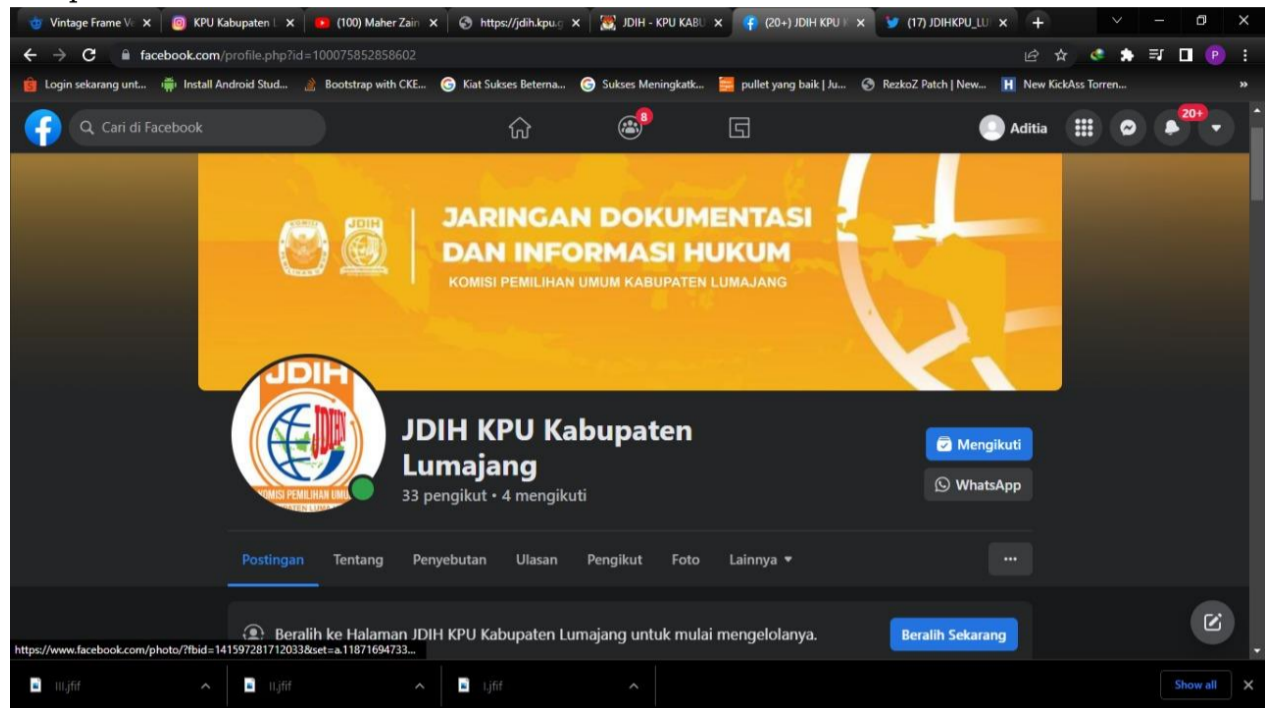 Vintage Frame Ve
KPU Kabupaten L
(100) Maher Zain
https://jdih.kpu.g
JDIH - KPU KABU
(20+) JDIH KPU K
(17) JDIHKPU_LU
facebook.com/profile.php?id=100075852858602
P
Login sekarang unt...
Install Android Stud...
Bootstrap with CKE...
Kiat Sukses Beterna...
Sukses Meningkatk...
pullet yang baik | Ju...
RezkoZ Patch | New...
New KickAss Torren...
Cari di Facebook
8
Aditia
20+
JARINGAN DOKUMENTASI
DAN INFORMASI HUKUM
KOMISI PEMILIHAN UMUM KABUPATEN LUMAJANG
JDIH
JDIH
JDIHN
KOMISI PEMILIHAN UMU
JDIH KPU Kabupaten
Lumajang
33 pengikut • 4 mengikuti
Mengikuti
WhatsApp
Postingan
Tentang
Penyebutan
Ulasan
Pengikut
Foto
Lainnya
Beralih ke Halaman JDIH KPU Kabupaten Lumajang untuk mulai mengelolanya.
Beralih Sekarang
https://www.facebook.com/photo/?fbid=141597281712033&set=a.11871694733...
III.jfif
II.jfif
I.jfif
Show all